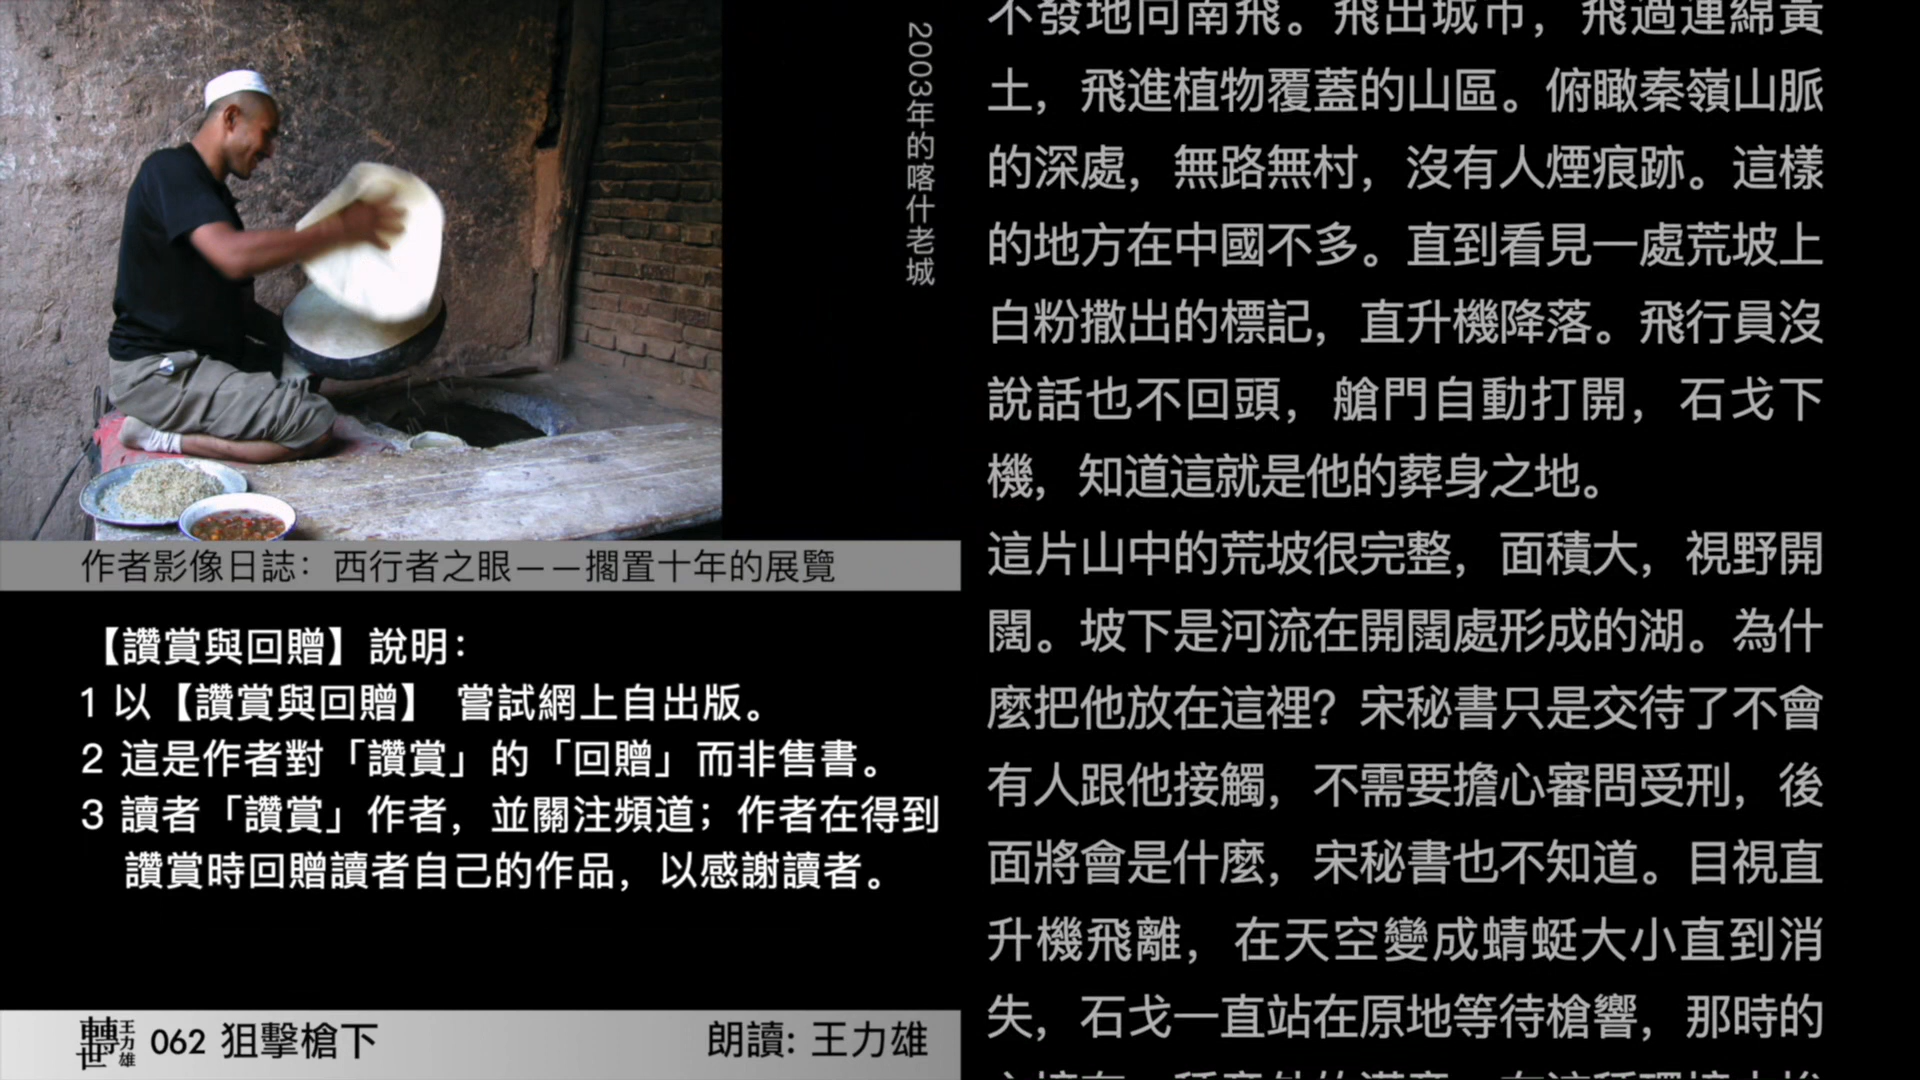 2003年的喀什老城
作者影像日誌：西行者之眼——擱置十年的展覽
【讚賞與回贈】說明：
1 以【讚賞與回贈】 嘗試網上自出版。
2 這是作者對「讚賞」的「回贈」而非售書。
3 讀者「讚賞」作者，並關注頻道；作者在得到
讚賞時回贈讀者自己的作品，以感謝讀者。
轉世 王力雄 062 狙擊槍下 朗讀：王力雄
不發地向南飛。飛出城市，飛過連綿黃
土，飛進植物覆蓋的山區。俯瞰秦嶺山脈
的深處，無路無村，沒有人煙痕跡。這樣
的地方在中國不多。直到看見一處荒坡上
白粉撒出的標記，直升機降落。飛行員沒
說話也不回頭，艙門自動打開，石戈下
機，知道這就是他的葬身之地。
這片山中的荒坡很完整，面積大，視野開
闊。坡下是河流在開闊處形成的湖。為什
麼把他放在這裡？宋秘書只是交待了不會
有人跟他接觸，不需要擔心審問受刑，後
面將會是什麼，宋秘書也不知道。目視直
升機飛離，在天空變成蜻蜓大小直到消
失，石戈一直站在原地等待槍響，那時的